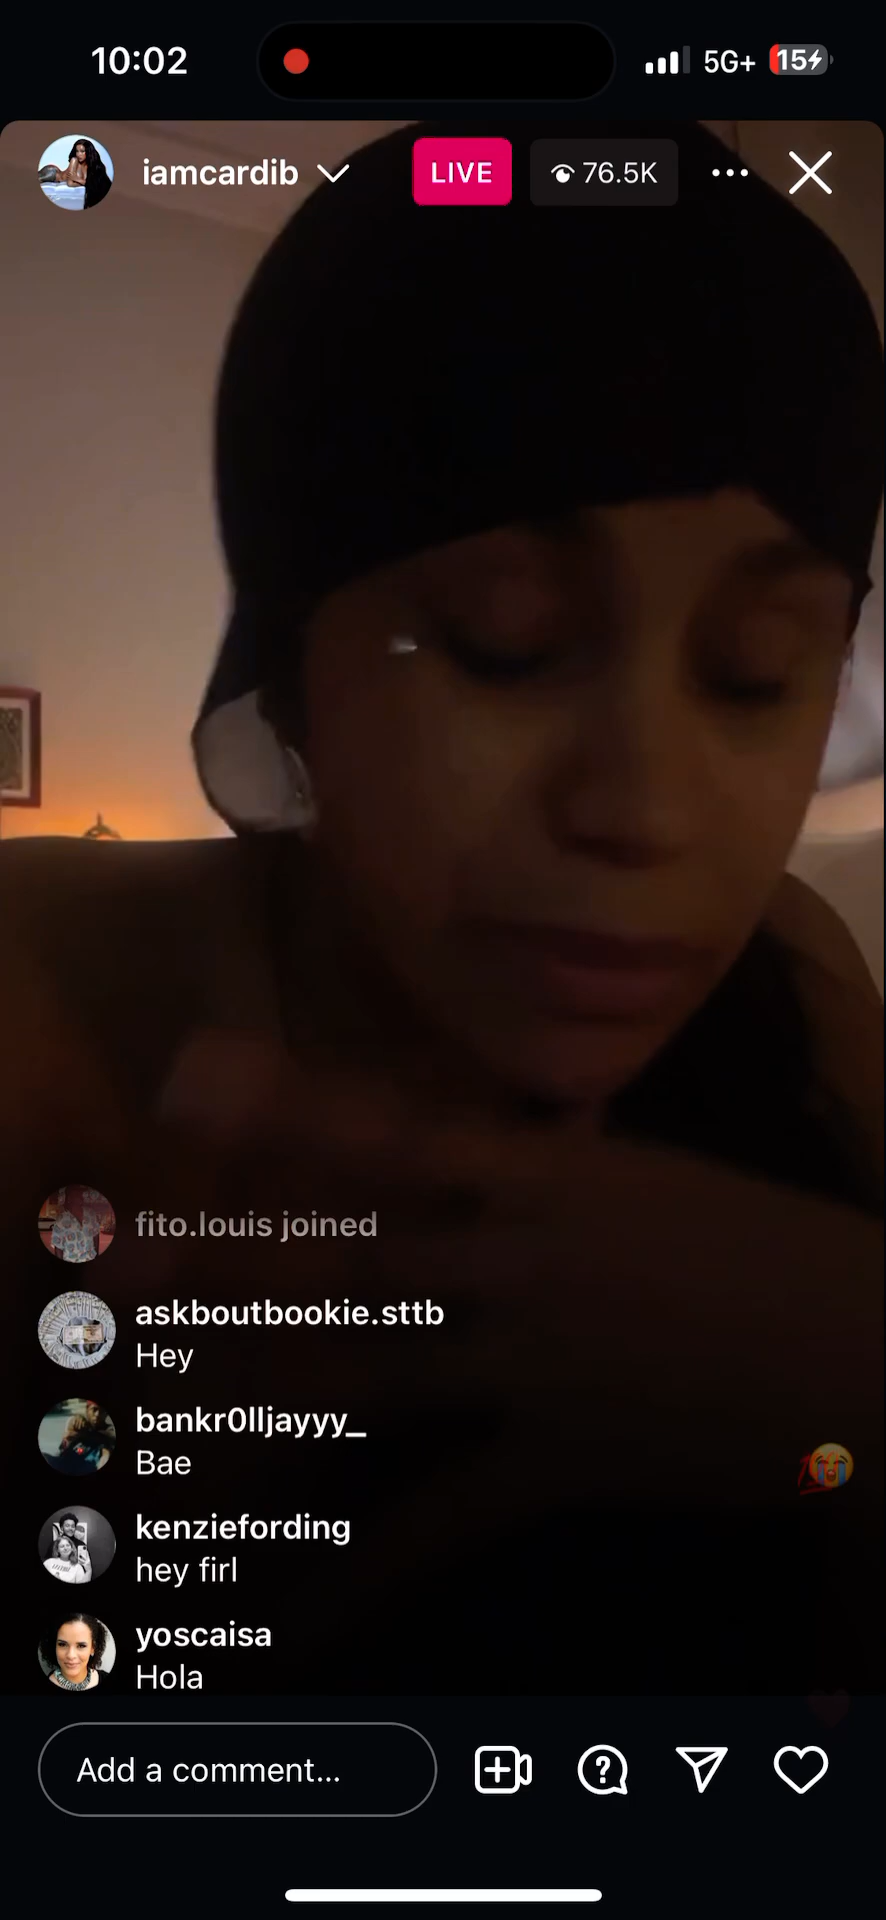 10:02
5G+
15
iamcardib
LIVE
76.5K
fito.louis joined
askboutbookie.sttb
Hey
bankr0lljayyy_
Bae
kenziefording
hey firl
yoscaisa
Hola
Add a comment...